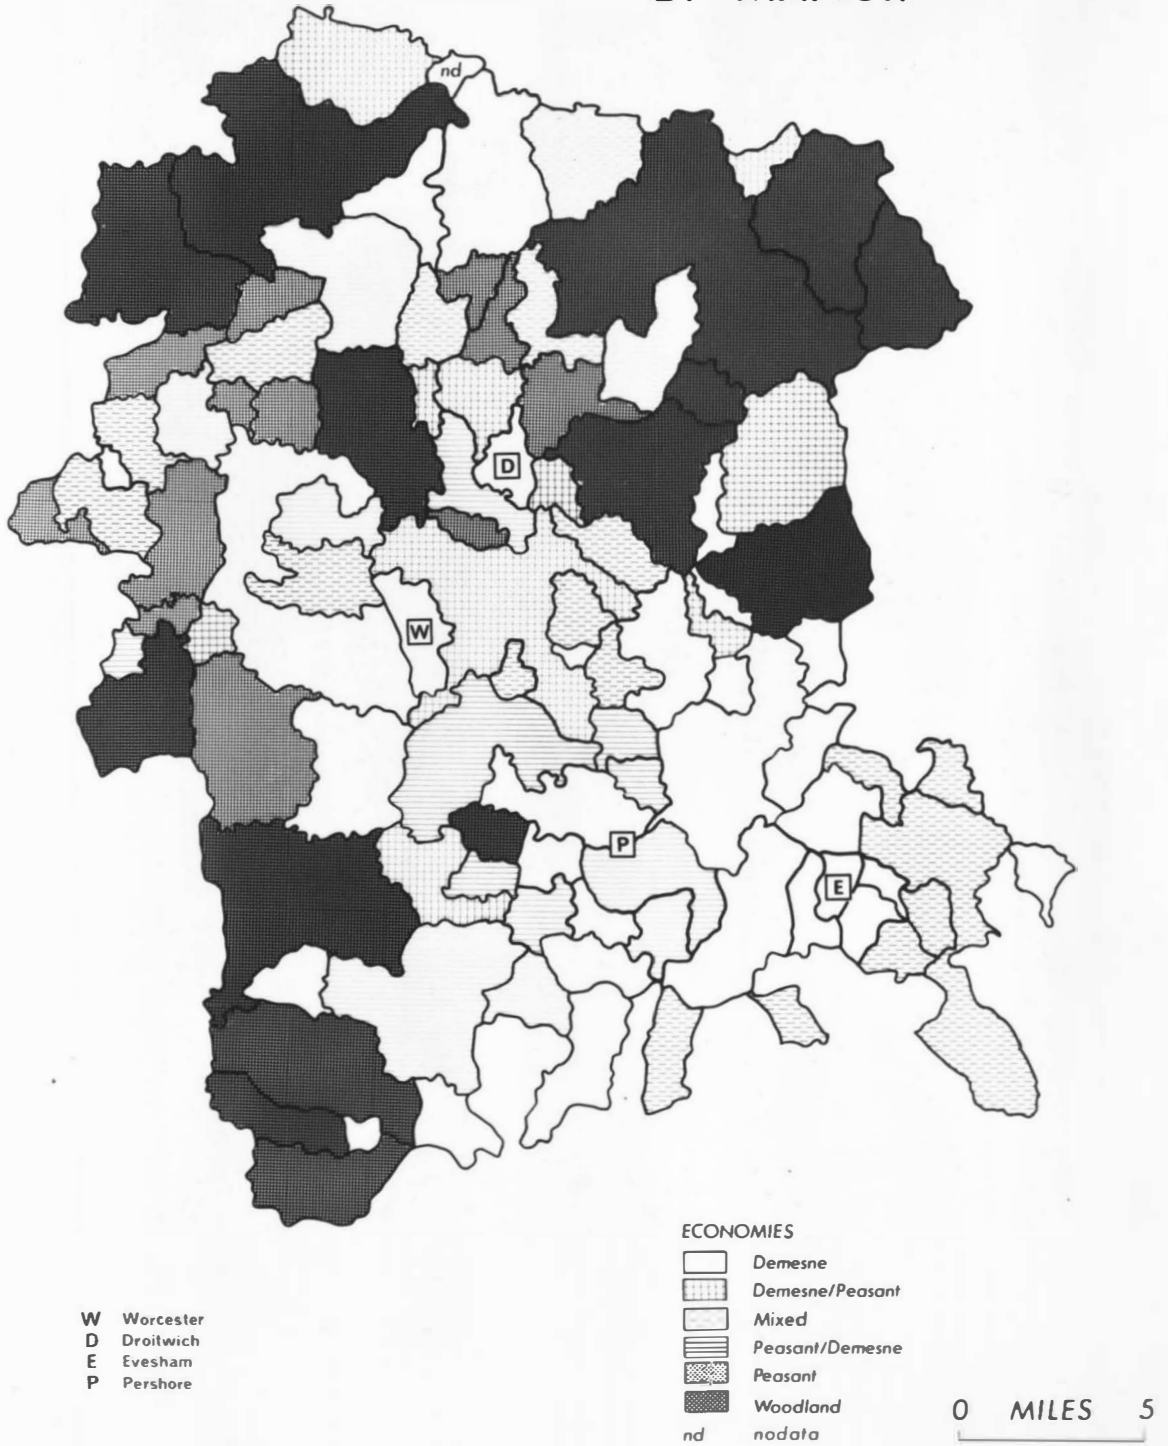 nd
D
W
P
E
ECONOMIES
Demesne
Demesne/Peasant
Mixed
Peasant/Demesne
Peasant
Woodland
nd nodata
W Worcester
D Droitwich
E Evesham
P Pershore
0 MILES 5